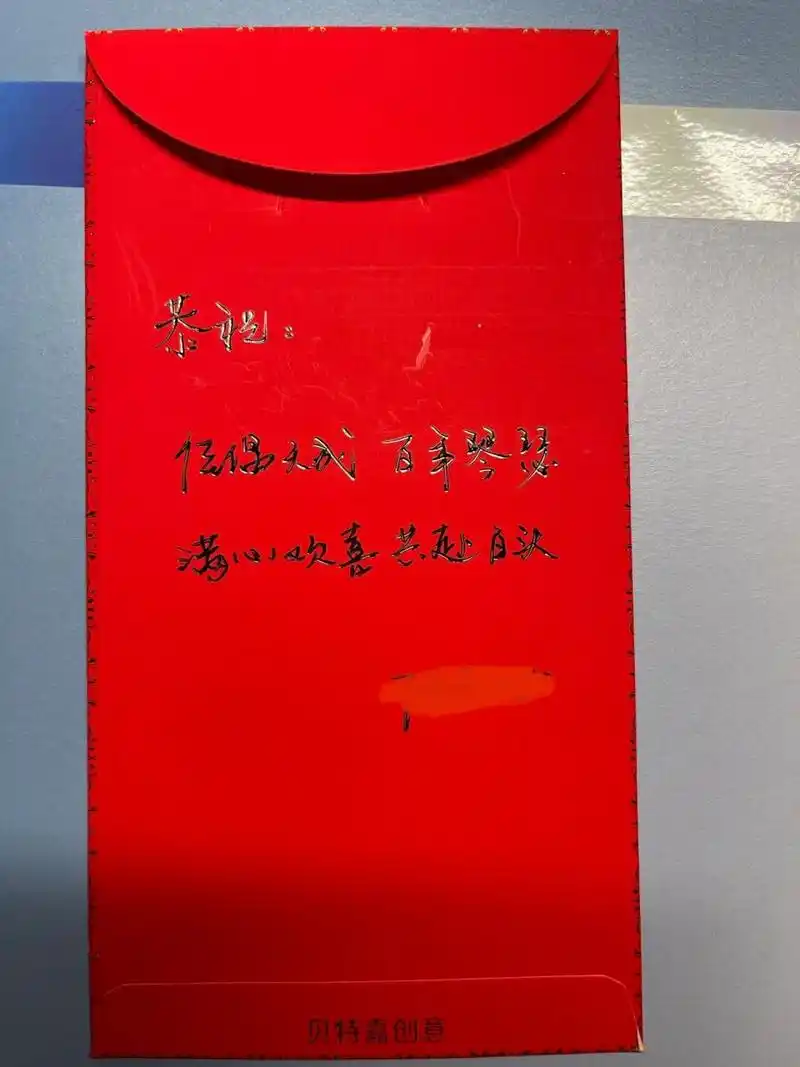 恭祝：
佳偶天成 百年琴瑟
满心欢喜 共赴白头
贝特嘉创意